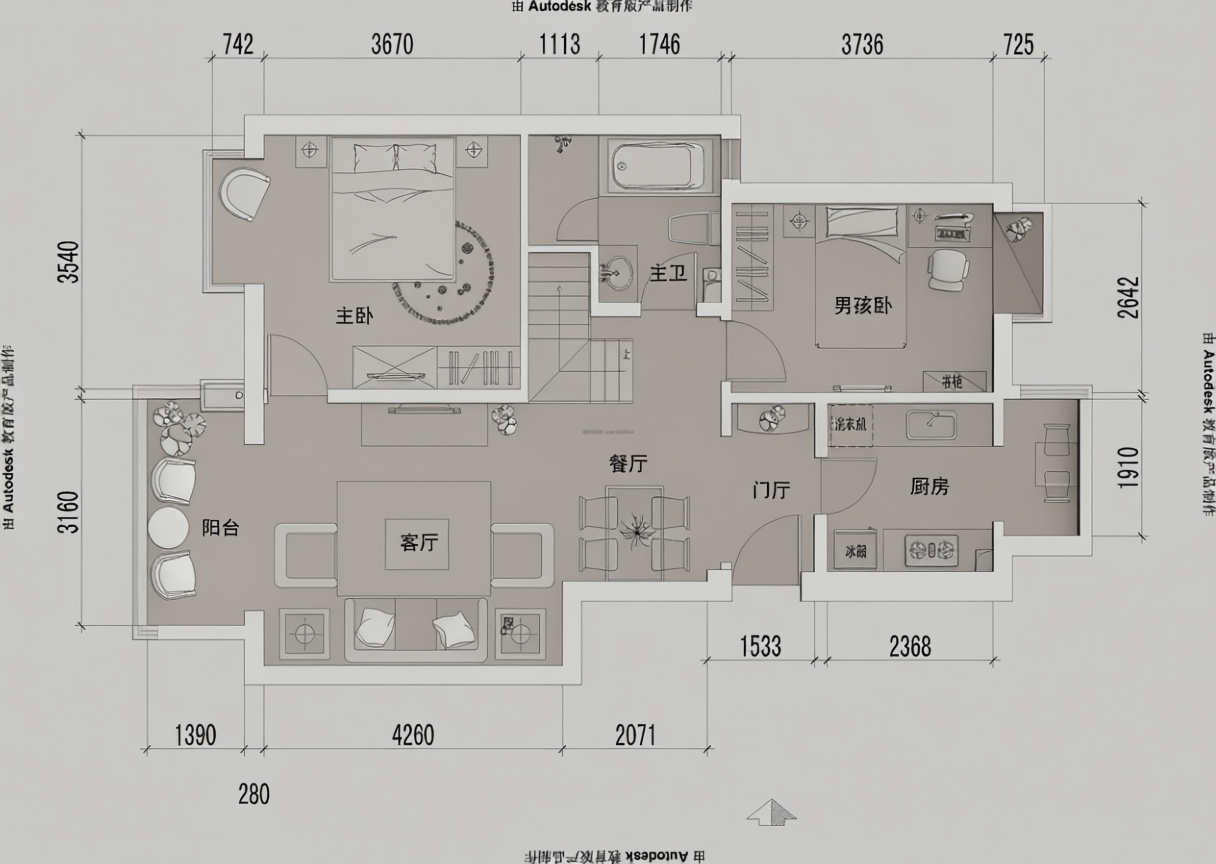 由 Autodesk 教育版产品制作
742
3670
1113
1746
3736
725
3540
2642
主卫
男孩卧
主卧
上
书柜
由 Autodesk 教育版产品制作
由 Autodesk 教育版产品制作
洗衣机
餐厅
门厅
厨房
1910
3160
阳台
客厅
冰箱
1533
2368
1390
4260
2071
280
由 Autodesk 教育版产品制作